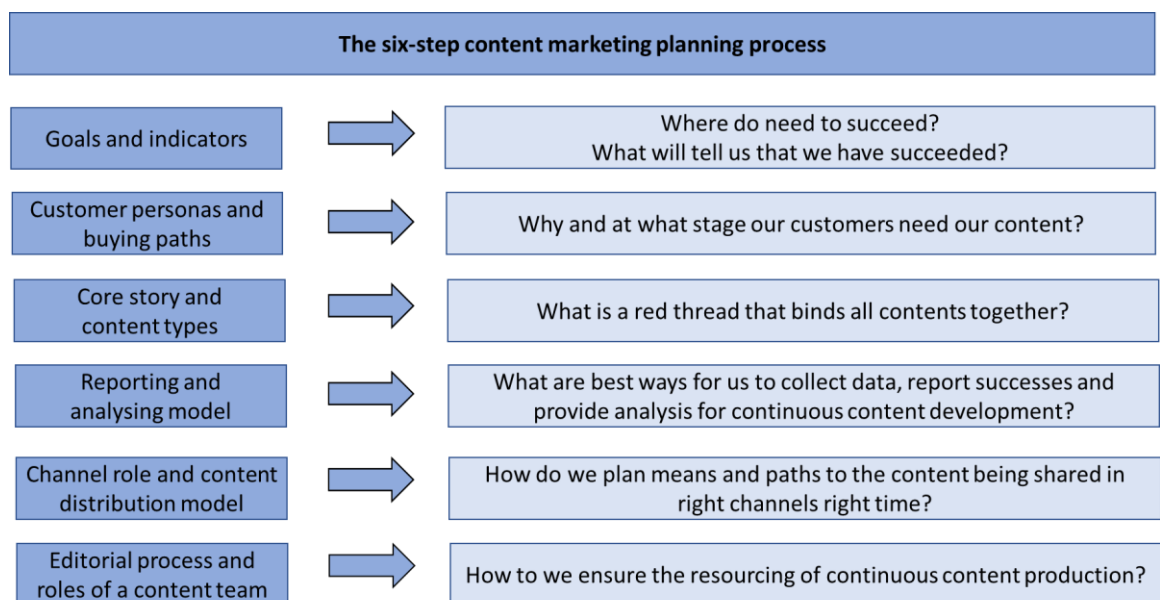 The six-step content marketing planning process
Goals and indicators
Where do need to succeed?
What will tell us that we have succeeded?
Customer personas and
buying paths
Why and at what stage our customers need our content?
Core story and
content types
What is a red thread that binds all contents together?
Reporting and
analysing model
What are best ways for us to collect data, report successes and
provide analysis for continuous content development?
Channel role and content
distribution model
How do we plan means and paths to the content being shared in
right channels right time?
Editorial process and
roles of a content team
How to we ensure the resourcing of continuous content production?